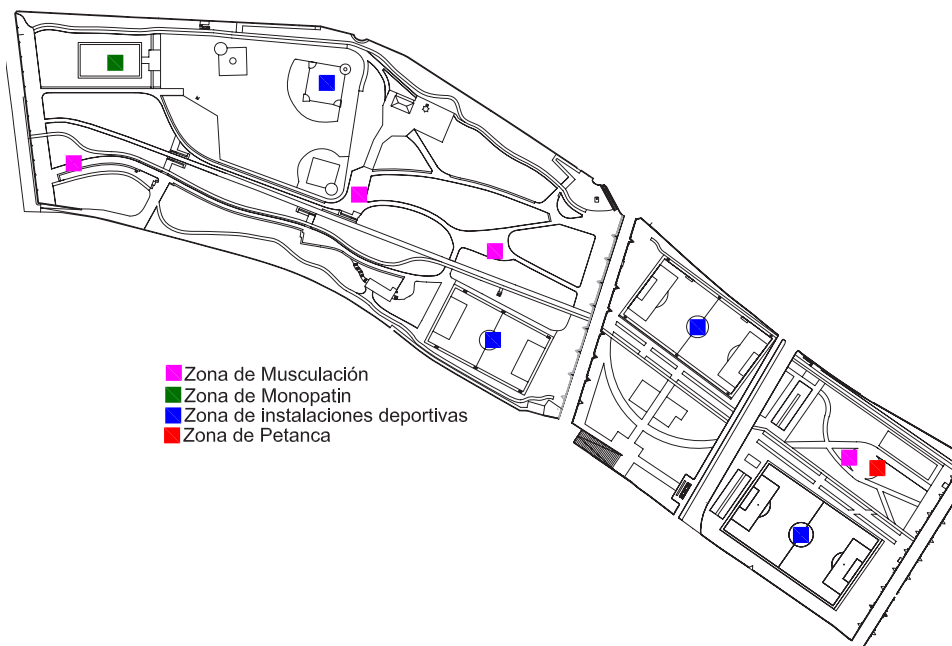 Zona de Musculación
Zona de Monopatin
Zona de instalaciones deportivas
Zona de Petanca